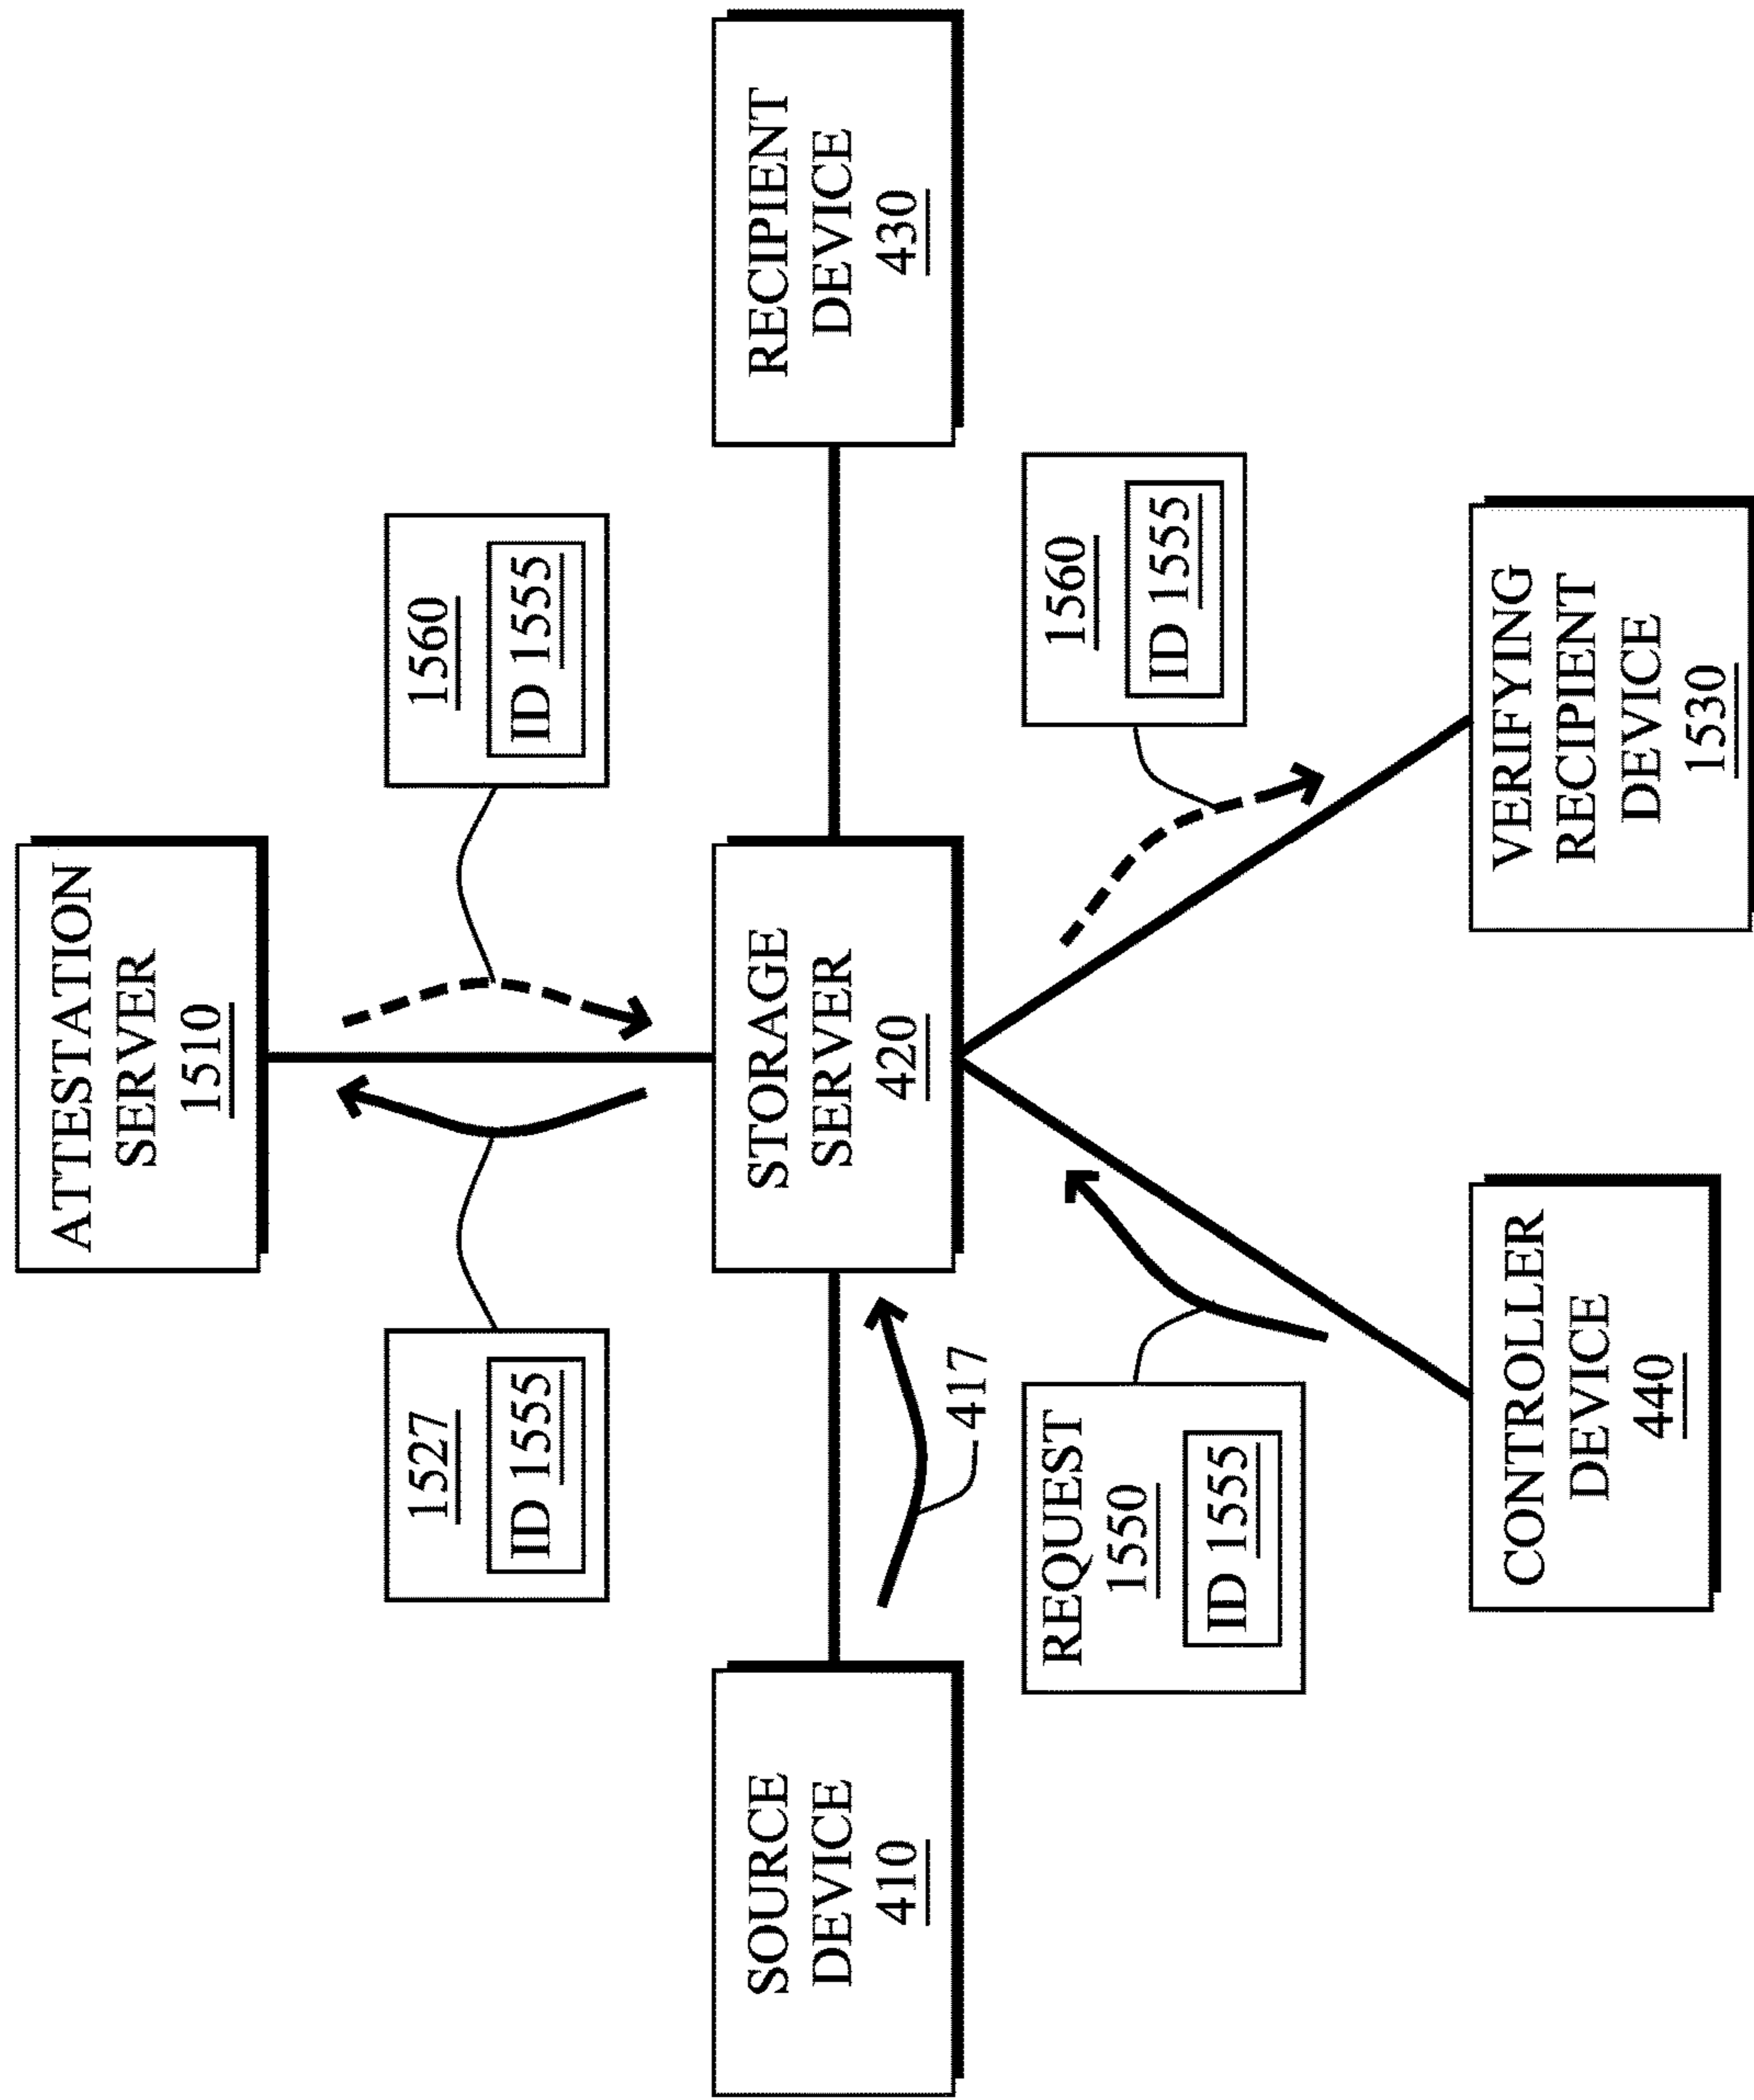 ATTESTATION
SERVER
1510
1527
ID 1555
1560
ID 1555
SOURCE
DEVICE
410
STORAGE
SERVER
420
RECIPIENT
DEVICE
430
417
REQUEST
1550
ID 1555
1560
ID 1555
CONTROLLER
DEVICE
440
VERIFYING
RECIPIENT
DEVICE
1530